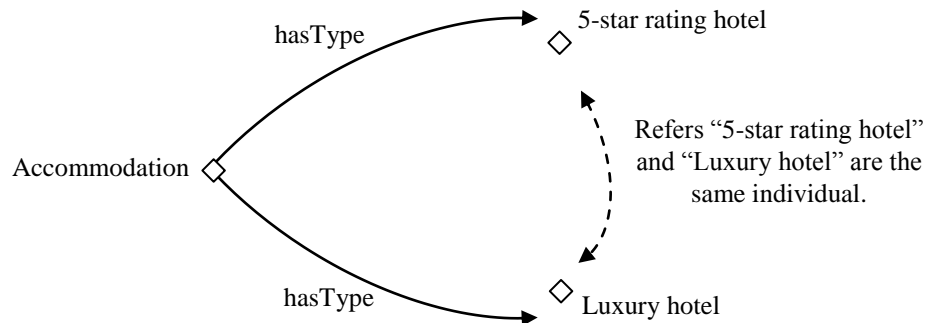 5-star rating hotel
hasType
Refers “5-star rating hotel”
and “Luxury hotel” are the
same individual.
Accommodation
hasType
Luxury hotel